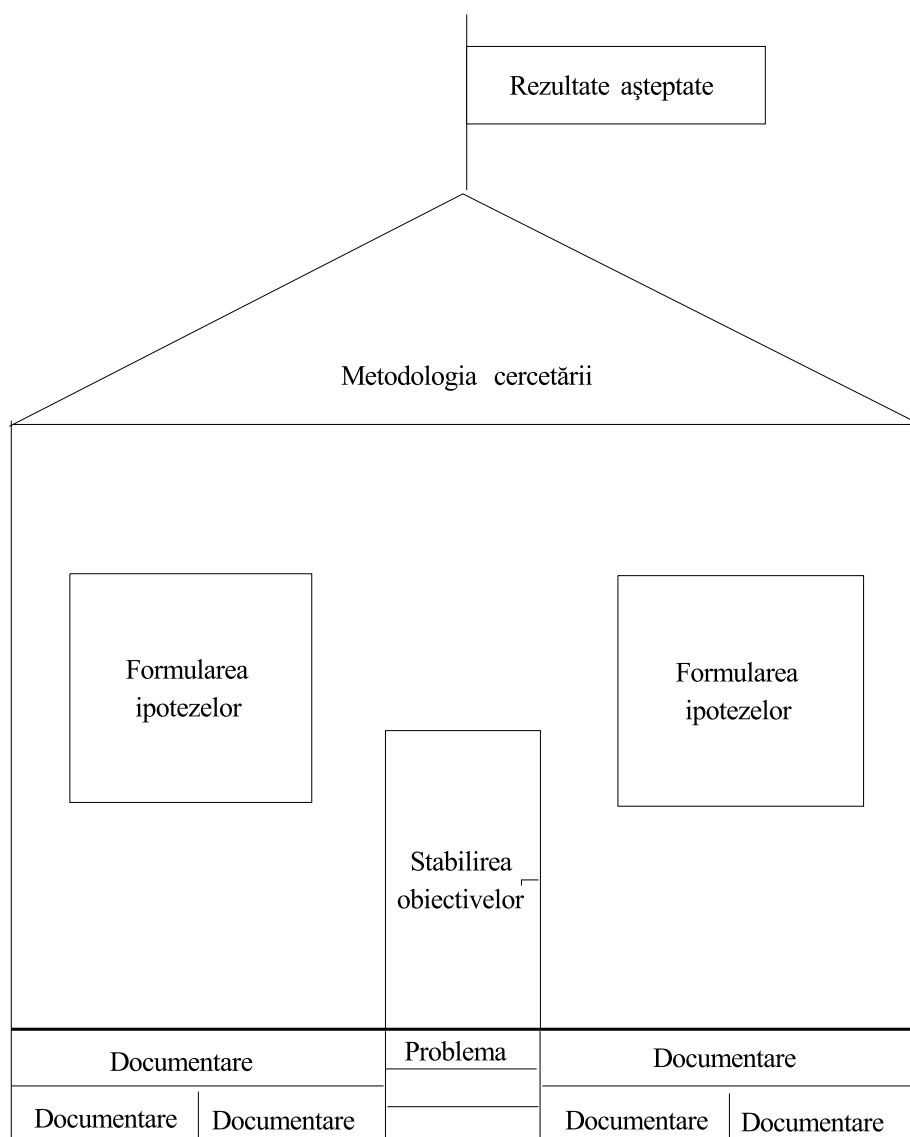 Rezultate aşteptate
Metodologia cercetării
Formularea
ipotezelor
Formularea
ipotezelor
Stabilirea
obiectivelor
Documentare
Problema
Documentare
Documentare
Documentare
Documentare
Documentare